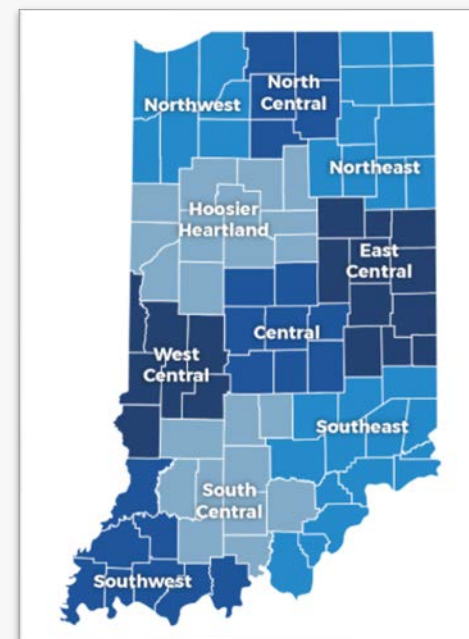 North
Central
Northwest
Northeast
Hoosier
Heartland
East
Central
Central
West
Central
Southeast
South
Central
Southwest